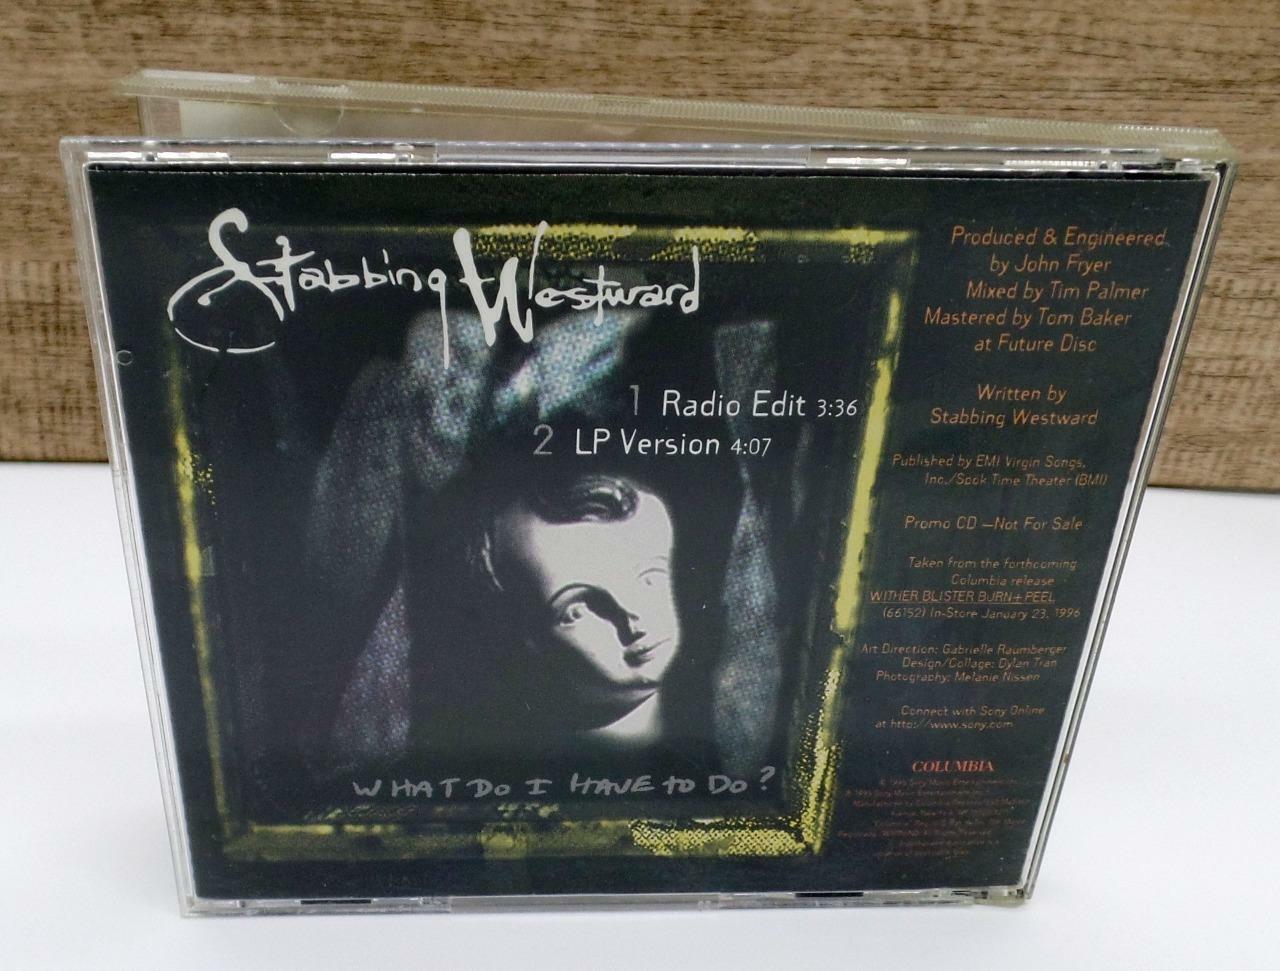 Stabbing Westward
1 Radio Edit 3:36
2 LP Version 4:07
WHAT DO I HAVE TO DO?
Produced & Engineered
by John Fryer
Mixed by Tim Palmer
Mastered by Tom Baker
at Future Disc
Written by
Stabbing Westward
Published by EMI Virgin Songs,
Inc./Spok Time Theater (BMI)
Promo CD —Not For Sale
Taken from the forthcoming
Columbia release
WITHER BLISTER BURN± PEEL
(66152) In-Store January 23, 1996
Art Direction: Gabrielle Raumberger
Design/Collage: Dylan Tran
Photography: Melanie Nissen
Connect with Sony Online
at http://www.sony.com
COLUMBIA